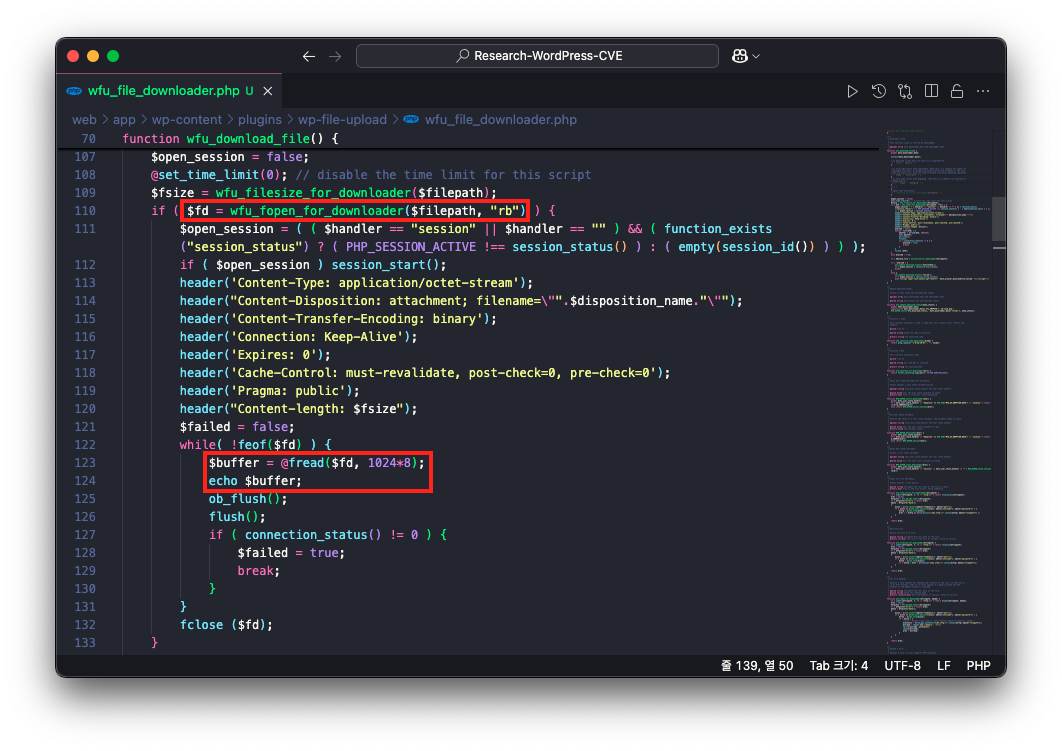 Research-WordPress-CVE
php wfu_file_downloader.php U ×
web > app > wp-content > plugins > wp-file-upload > php wfu_file_downloader.php
70 function wfu_download_file() {
107 $open_session = false;
108 @set_time_limit(0); // disable the time limit for this script
109 $fsize = wfu_filesize_for_downloader($filepath);
110 if ( $fd = wfu_fopen_for_downloader($filepath, "rb") ) {
111 $open_session = ( ( $handler == "session" || $handler == "" ) && ( function_exists
("session_status") ? ( PHP_SESSION_ACTIVE !== session_status() ) : ( empty(session_id()) ) ) );
112 if ( $open_session ) session_start();
113 header('Content-Type: application/octet-stream');
114 header("Content-Disposition: attachment; filename=\"".$disposition_name."\"");
115 header('Content-Transfer-Encoding: binary');
116 header('Connection: Keep-Alive');
117 header('Expires: 0');
118 header('Cache-Control: must-revalidate, post-check=0, pre-check=0');
119 header('Pragma: public');
120 header("Content-length: $fsize");
121 $failed = false;
122 while( !feof($fd) ) {
123 $buffer = @fread($fd, 1024*8);
124 echo $buffer;
125 ob_flush();
126 flush();
127 if ( connection_status() != 0 ) {
128 $failed = true;
129 break;
130 }
131 }
132 fclose ($fd);
133 }
줄 139, 열 50 Tab 크기: 4 UTF-8 LF PHP